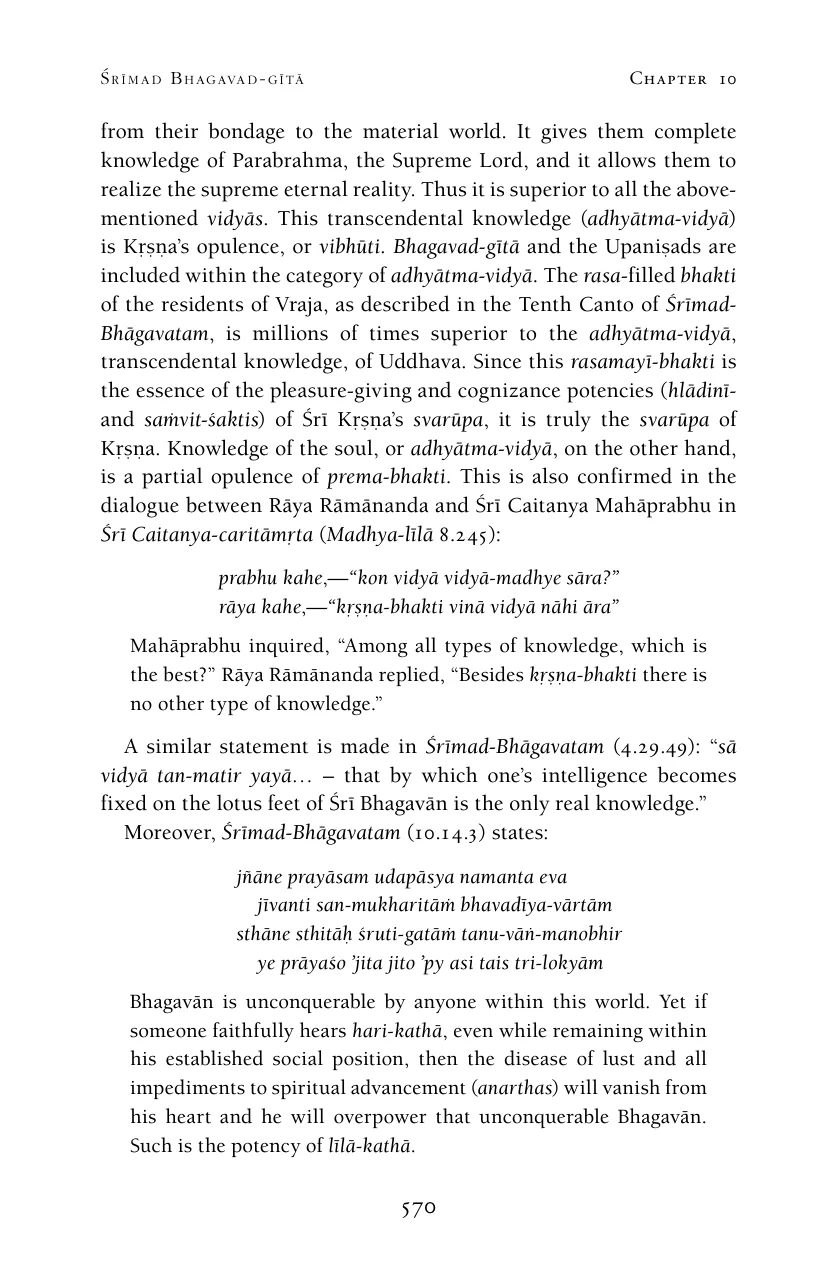 Śrīmad Bhagavad-gītā Chapter 10
from their bondage to the material world. It gives them complete
knowledge of Parabrahma, the Supreme Lord, and it allows them to
realize the supreme eternal reality. Thus it is superior to all the above-
mentioned vidyās. This transcendental knowledge (adhyātma-vidyā)
is Kṛṣṇa’s opulence, or vibhūti. Bhagavad-gītā and the Upaniṣads are
included within the category of adhyātma-vidyā. The rasa-filled bhakti
of the residents of Vraja, as described in the Tenth Canto of Śrīmad-
Bhāgavatam, is millions of times superior to the adhyātma-vidyā,
transcendental knowledge, of Uddhava. Since this rasamayī-bhakti is
the essence of the pleasure-giving and cognizance potencies (hlādinī-
and saṁvit-śaktis) of Śrī Kṛṣṇa’s svarūpa, it is truly the svarūpa of
Kṛṣṇa. Knowledge of the soul, or adhyātma-vidyā, on the other hand,
is a partial opulence of prema-bhakti. This is also confirmed in the
dialogue between Rāya Rāmānanda and Śrī Caitanya Mahāprabhu in
Śrī Caitanya-caritāmṛta (Madhya-līlā 8.245):
prabhu kahe,—“kon vidyā vidyā-madhye sāra?”
rāya kahe,—“kṛṣṇa-bhakti vinā vidyā nāhi āra”
Mahāprabhu inquired, “Among all types of knowledge, which is
the best?” Rāya Rāmānanda replied, “Besides kṛṣṇa-bhakti there is
no other type of knowledge.”
A similar statement is made in Śrīmad-Bhāgavatam (4.29.49): “sā
vidyā tan-matir yayā… – that by which one’s intelligence becomes
fixed on the lotus feet of Śrī Bhagavān is the only real knowledge.”
Moreover, Śrīmad-Bhāgavatam (10.14.3) states:
jñāne prayāsam udapāsya namanta eva
jīvanti san-mukharitāṁ bhavadīya-vārtām
sthāne sthitāḥ śruti-gatāṁ tanu-vāṅ-manobhir
ye prāyaśo ’jita jito ’py asi tais tri-lokyām
Bhagavān is unconquerable by anyone within this world. Yet if
someone faithfully hears hari-kathā, even while remaining within
his established social position, then the disease of lust and all
impediments to spiritual advancement (anarthas) will vanish from
his heart and he will overpower that unconquerable Bhagavān.
Such is the potency of līlā-kathā.
570